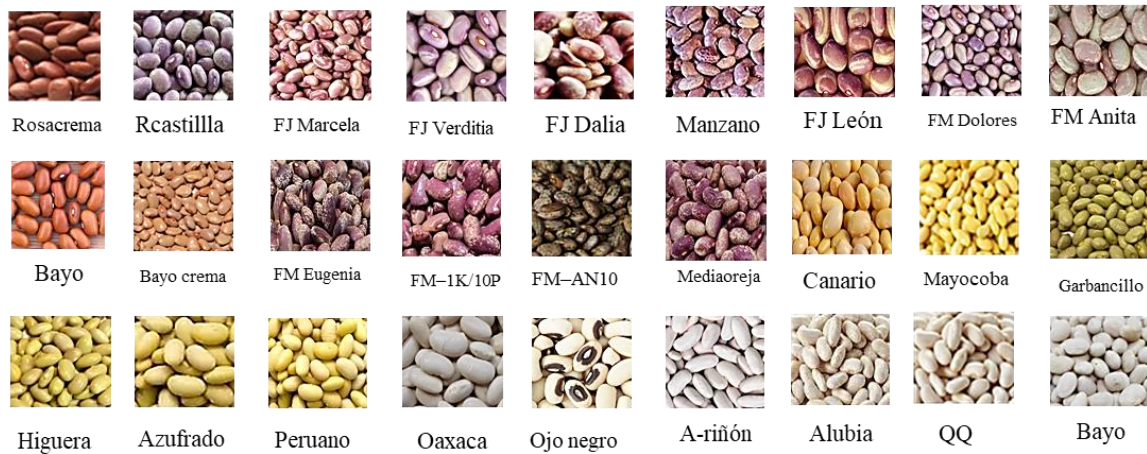 Rosacrema
Rcastillla
FJ Marcela
FJ Verditia
FJ Dalia
Manzano
FJ León
FM Dolores
FM Anita
Bayo
Bayo crema
FM Eugenia
FM–1K/10P
FM–AN10
Mediaoreja
Canario
Mayocoba
Garbancillo
Higuera
Azufrado
Peruano
Oaxaca
Ojo negro
A-riñón
Alubia
QQ
Bayo